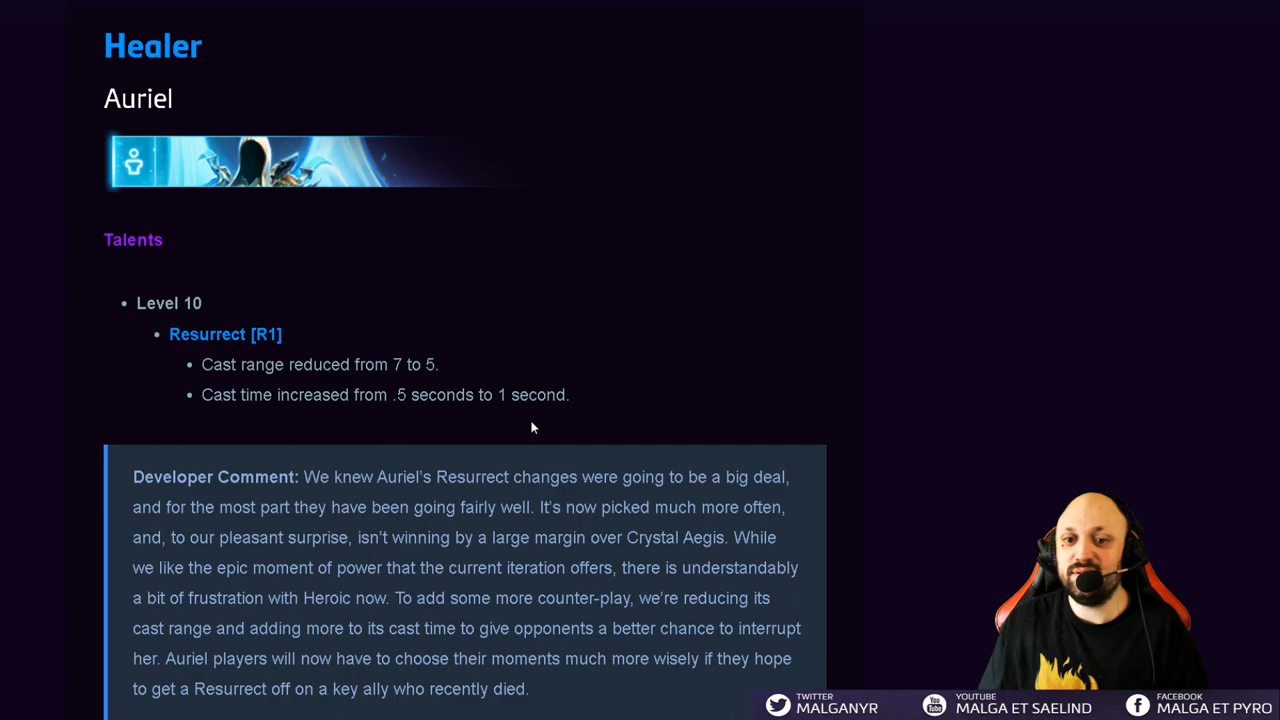 Healer
Auriel
Talents
• Level 10
• Resurrect [R1]
• Cast range reduced from 7 to 5.
• Cast time increased from .5 seconds to 1 second.
Developer Comment: We knew Auriel's Resurrect changes were going to be a big deal,
and for the most part they have been going fairly well. It's now picked much more often,
and, to our pleasant surprise, isn't winning by a large margin over Crystal Aegis. While
we like the epic moment of power that the current iteration offers, there is understandably
a bit of frustration with Heroic now. To add some more counter-play, we're reducing its
cast range and adding more to its cast time to give opponents a better chance to interrupt
her. Auriel players will now have to choose their moments much more wisely if they hope
to get a Resurrect off on a key ally who recently died.
TWITTER
MALGANYR
You Tube
YOUTUBE
MALGA ET SAELIND
FACEBOOK
MALGA ET PYRO